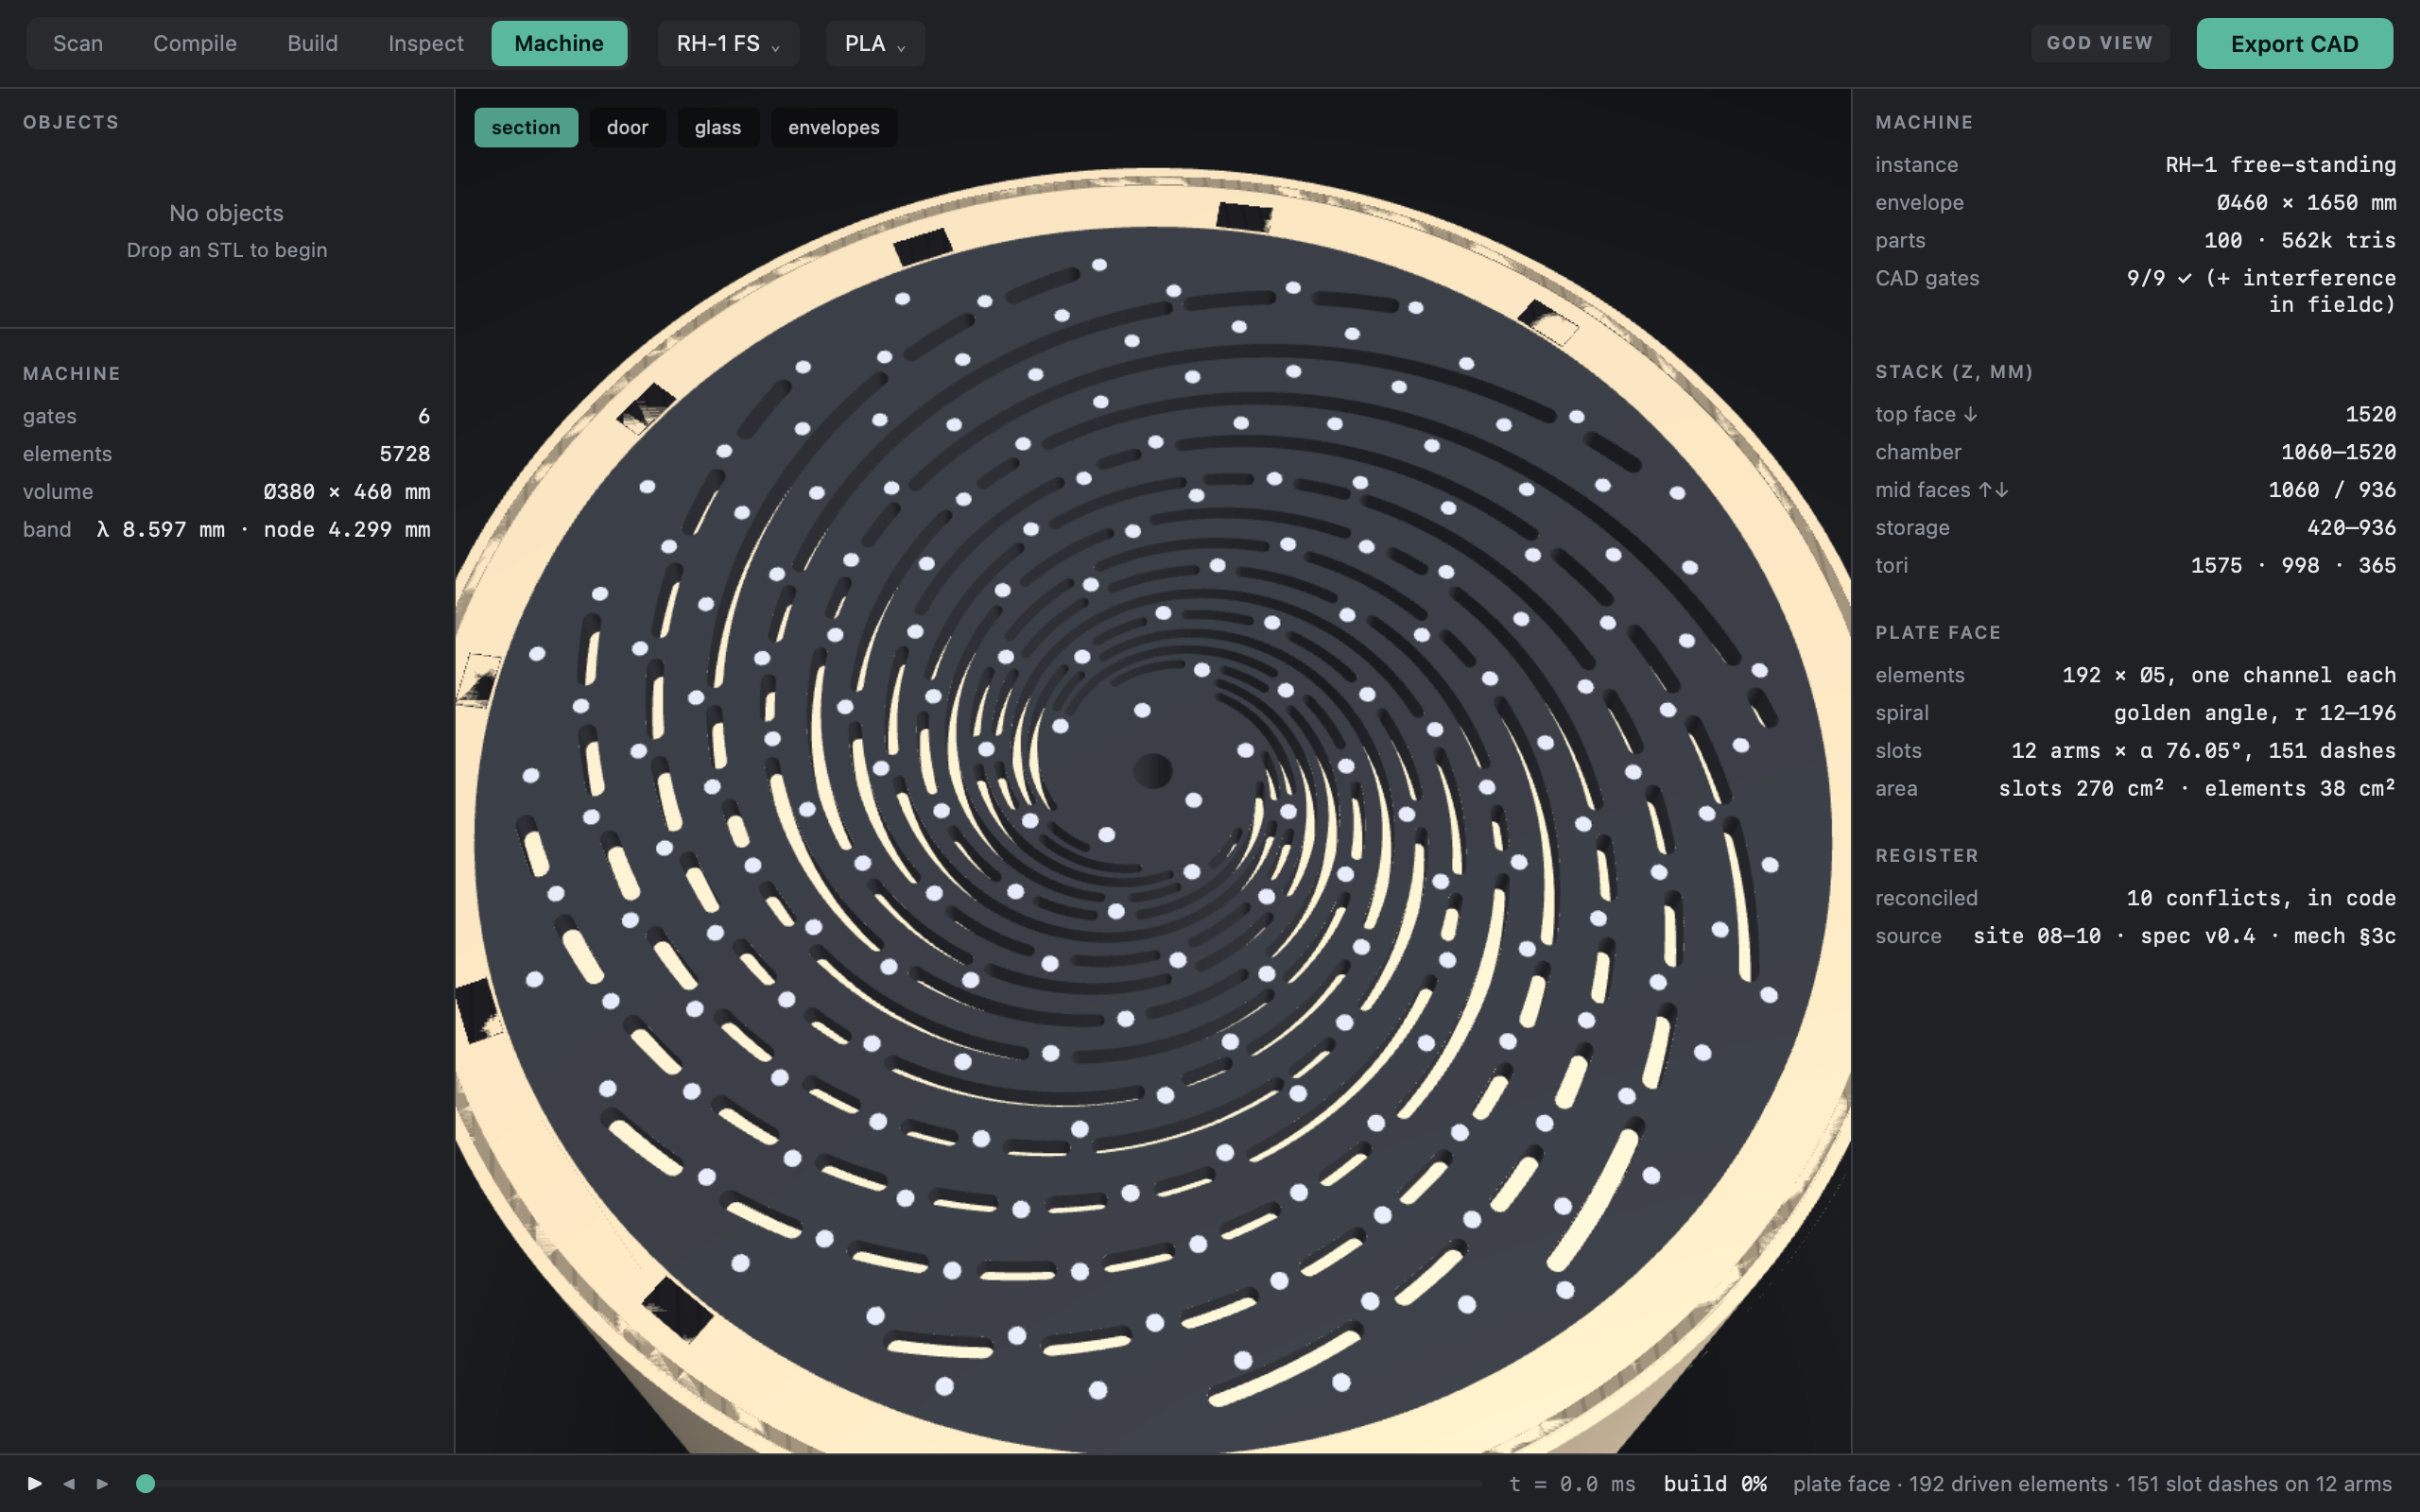 Scan Compile Build Inspect Machine RH-1 FS PLA GOD VIEW Export CAD
OBJECTS
No objects
Drop an STL to begin
MACHINE
gates 6
elements 5728
volume Ø380 × 460 mm
band λ 8.597 mm · node 4.299 mm
section door glass envelopes
MACHINE
instance RH-1 free-standing
envelope Ø460 × 1650 mm
parts 100 · 562k tris
CAD gates 9/9 ✓ (+ interference
in fieldc)
STACK (Z, MM)
top face ↓ 1520
chamber 1060–1520
mid faces ↑↓ 1060 / 936
storage 420–936
tori 1575 · 998 · 365
PLATE FACE
elements 192 × Ø5, one channel each
spiral golden angle, r 12–196
slots 12 arms × α 76.05°, 151 dashes
area slots 270 cm² · elements 38 cm²
REGISTER
reconciled 10 conflicts, in code
source site 08–10 · spec v0.4 · mech §3c
t = 0.0 ms build 0% plate face · 192 driven elements · 151 slot dashes on 12 arms